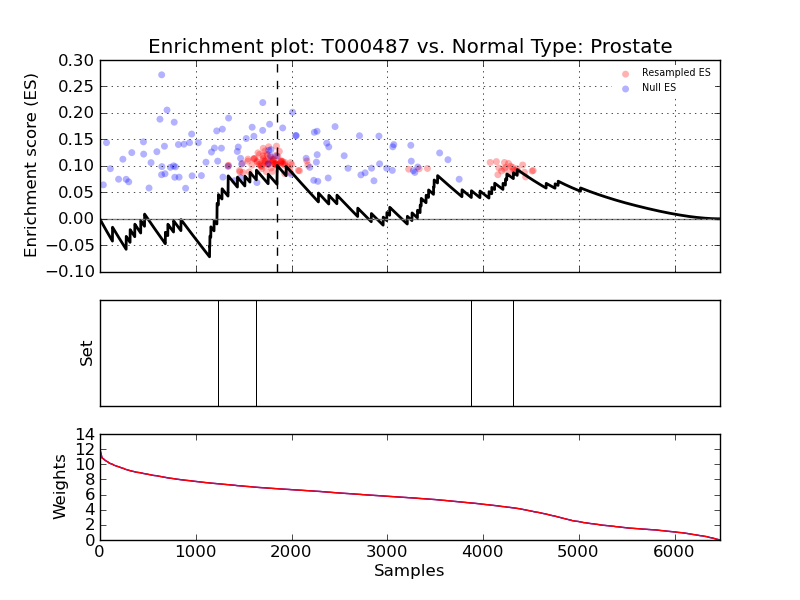 Enrichment plot: T000487 vs. Normal Type: Prostate
Enrichment score (ES)
0.30
0.25
0.20
0.15
0.10
0.05
0.00
−0.05
−0.10
Resampled ES
Null ES
Set
Weights
14
12
10
8
6
4
2
0
0 1000 2000 3000 4000 5000 6000
Samples